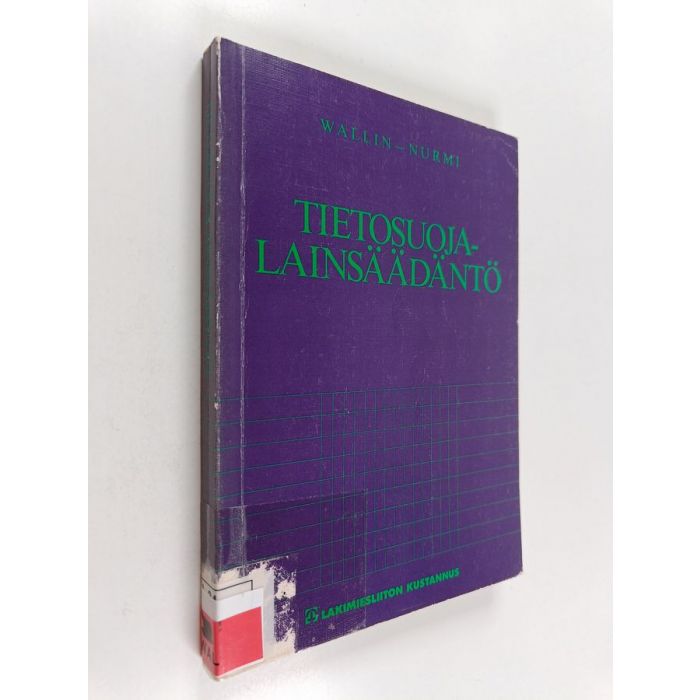 WALLIN – NURMI
TIETOSUOJA-
LAINSÄÄDÄNTÖ
LAKIMIESLIITON KUSTANNUS